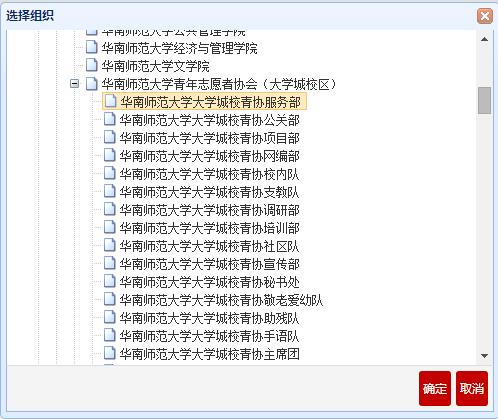 选择组织
华南师范大学公共管理学院
华南师范大学经济与管理学院
华南师范大学文学院
华南师范大学青年志愿者协会（大学城校区）
华南师范大学大学城校青协服务部
华南师范大学大学城校青协公关部
华南师范大学大学城校青协项目部
华南师范大学大学城校青协网编部
华南师范大学大学城校青协校内队
华南师范大学大学城校青协支教队
华南师范大学大学城校青协调研部
华南师范大学大学城校青协培训部
华南师范大学大学城校青协社区队
华南师范大学大学城校青协宣传部
华南师范大学大学城校青协秘书处
华南师范大学大学城校青协敬老爱幼队
华南师范大学大学城校青协助残队
华南师范大学大学城校青协手语队
华南师范大学大学城校青协主席团
确定 取消